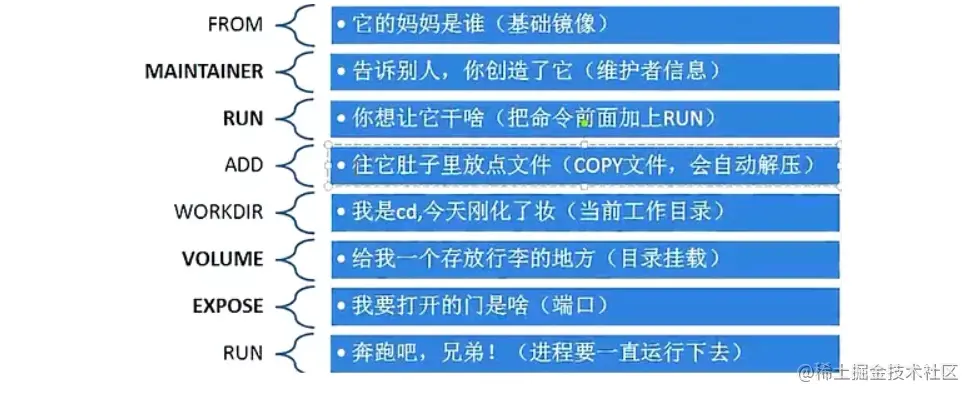 FROM
• 它的妈妈是谁（基础镜像）
MAINTAINER
• 告诉别人，你创造了它（维护者信息）
RUN
• 你想让它干啥（把命令前面加上RUN）
ADD
• 往它肚子里放点文件（COPY文件，会自动解压）
WORKDIR
• 我是cd,今天刚化了妆（当前工作目录）
VOLUME
• 给我一个存放行李的地方（目录挂载）
EXPOSE
• 我要打开的门是啥（端口）
RUN
• 奔跑吧，兄弟！（进程要一直运行下去）
@稀土掘金技术社区